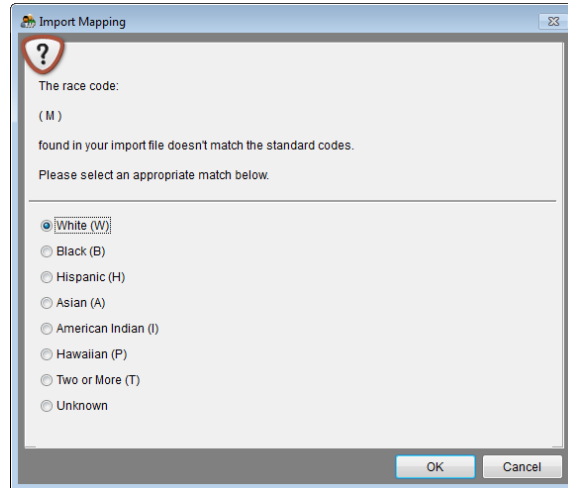 Import Mapping
?
The race code:
( M )
found in your import file doesn't match the standard codes.
Please select an appropriate match below.
White (W)
Black (B)
Hispanic (H)
Asian (A)
American Indian (I)
Hawaiian (P)
Two or More (T)
Unknown
OK Cancel